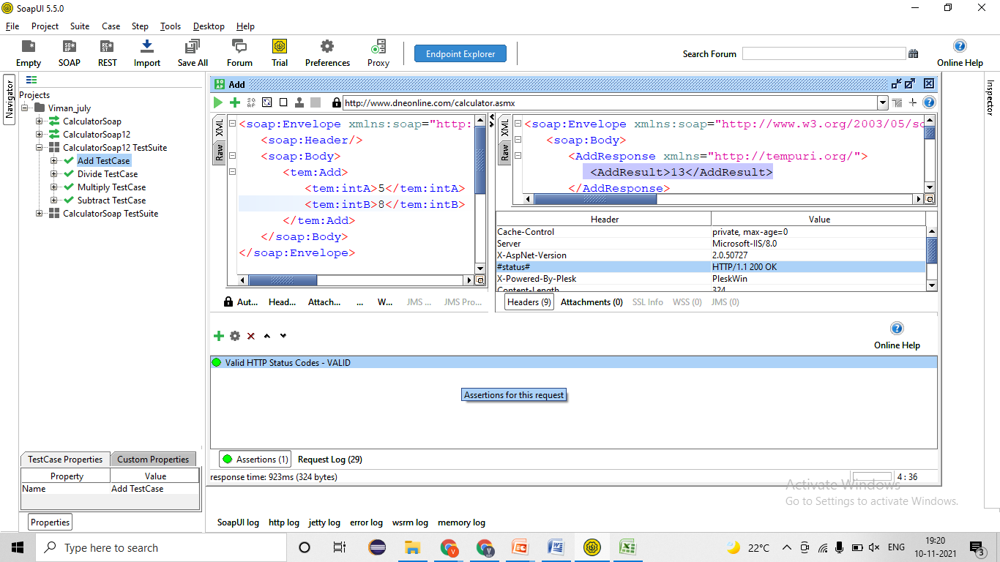 SoapUI 5.5.0
File Project Suite Case Step Tools Desktop Help
Empty SOAP REST Import Save All Forum Trial Preferences Proxy Endpoint Explorer Search Forum Online Help
Navigator
Inspector
Projects
Viman_july
CalculatorSoap
CalculatorSoap12
CalculatorSoap12 TestSuite
Add TestCase
Divide TestCase
Multiply TestCase
Subtract TestCase
CalculatorSoap TestSuite
Add
http://www.dneonline.com/calculator.asmx
XML
Raw
<soap:Envelope xmlns:soap="http:
<soap:Header/>
<soap:Body>
<tem:Add>
<tem:intA>5</tem:intA>
<tem:intB>8</tem:intB>
</tem:Add>
</soap:Body>
</soap:Envelope>
Aut... Head... Attach... ... W... JMS ... JMS Pro...
XML
Raw
<soap:Envelope xmlns:soap="http://www.w3.org/2003/05/so
<soap:Body>
<AddResponse xmlns="http://tempuri.org/">
<AddResult>13</AddResult>
</AddResponse>
Header Value
Cache-Control private, max-age=0
Server Microsoft-IIS/8.0
X-AspNet-Version 2.0.50727
#status# HTTP/1.1 200 OK
X-Powered-By-Plesk PleskWin
Content-Length 324
Headers (9) Attachments (0) SSL Info WSS (0) JMS (0)
Online Help
Valid HTTP Status Codes - VALID
Assertions for this request
Assertions (1) Request Log (29)
response time: 923ms (324 bytes) 4 : 36
TestCase Properties Custom Properties
Property Value
Name Add TestCase
Properties
Activate Windows
Go to Settings to activate Windows.
SoapUI log http log jetty log error log wsrm log memory log
Type here to search
22°C ENG 19:20
10-11-2021
3